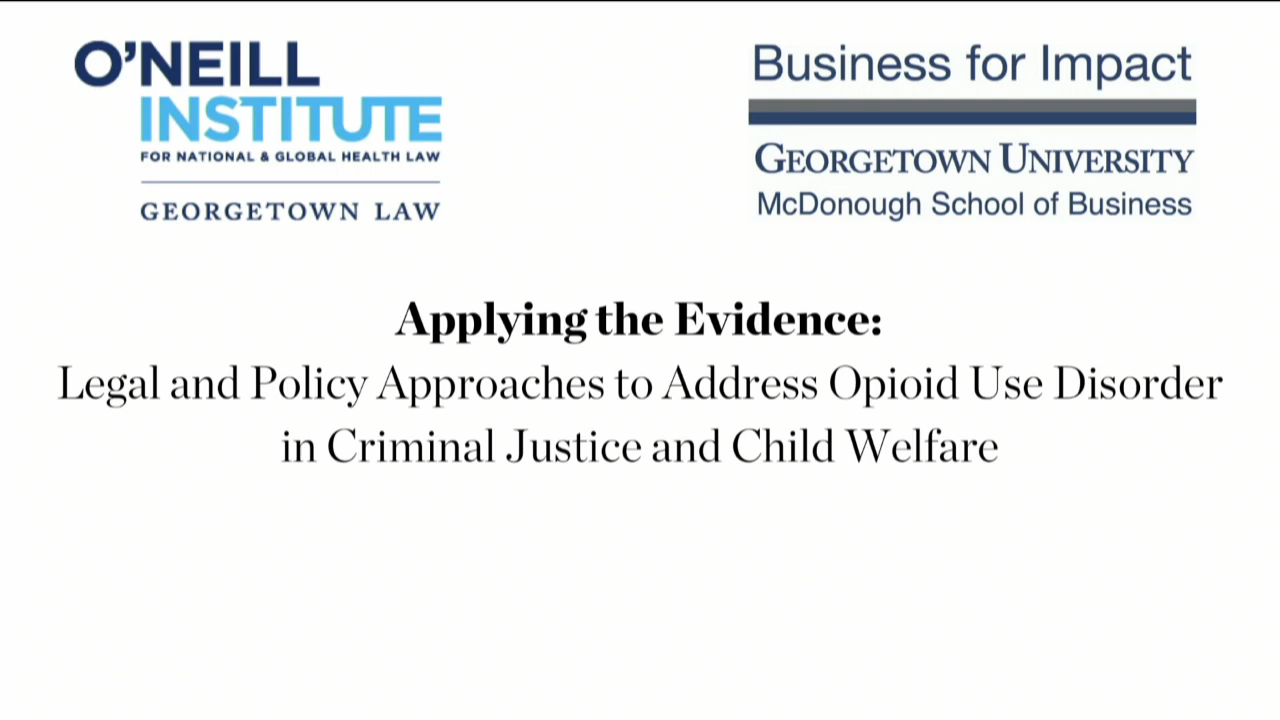 O'NEILL
INSTITUTE
FOR NATIONAL & GLOBAL HEALTH LAW
GEORGETOWN LAW
Business for Impact
GEORGETOWN UNIVERSITY
McDonough School of Business
Applying the Evidence:
Legal and Policy Approaches to Address Opioid Use Disorder
in Criminal Justice and Child Welfare